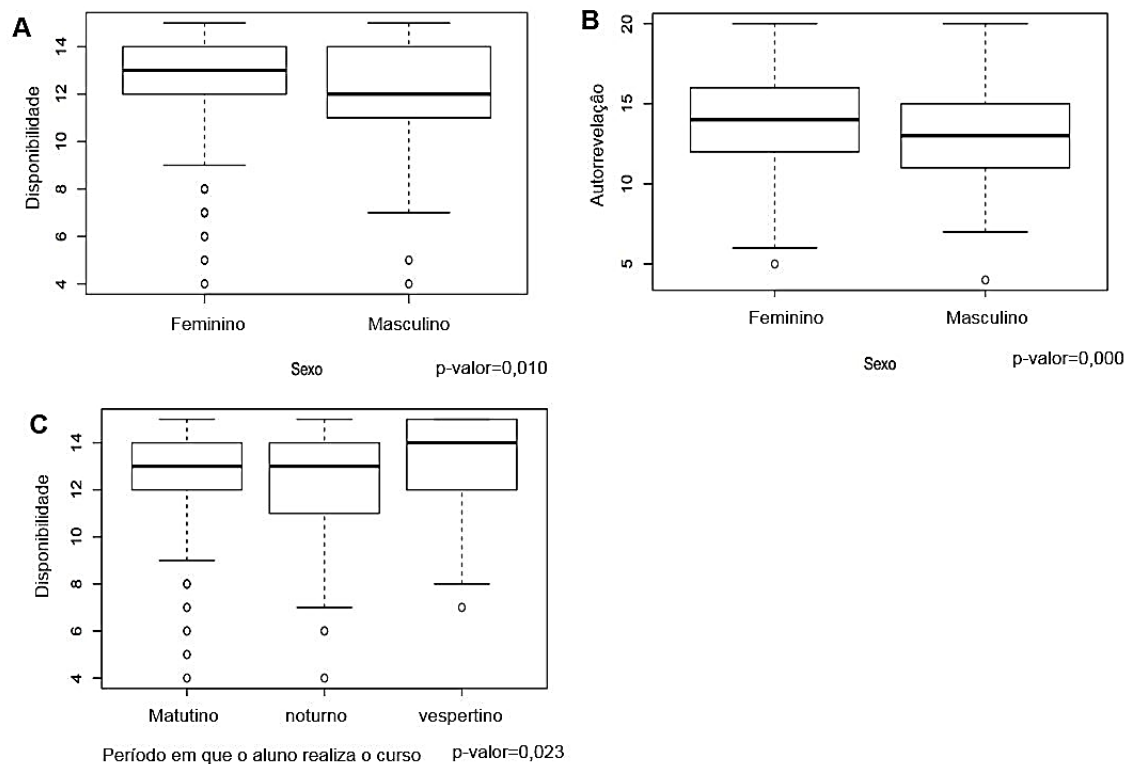 A
Disponibilidade
14
12
10
8
6
4
Feminino
Masculino
Sexo
p-valor=0,010
B
Autorrevelação
20
15
10
5
Feminino
Masculino
Sexo
p-valor=0,000
C
Disponibilidade
14
12
10
8
6
4
Matutino
noturno
vespertino
Período em que o aluno realiza o curso
p-valor=0,023